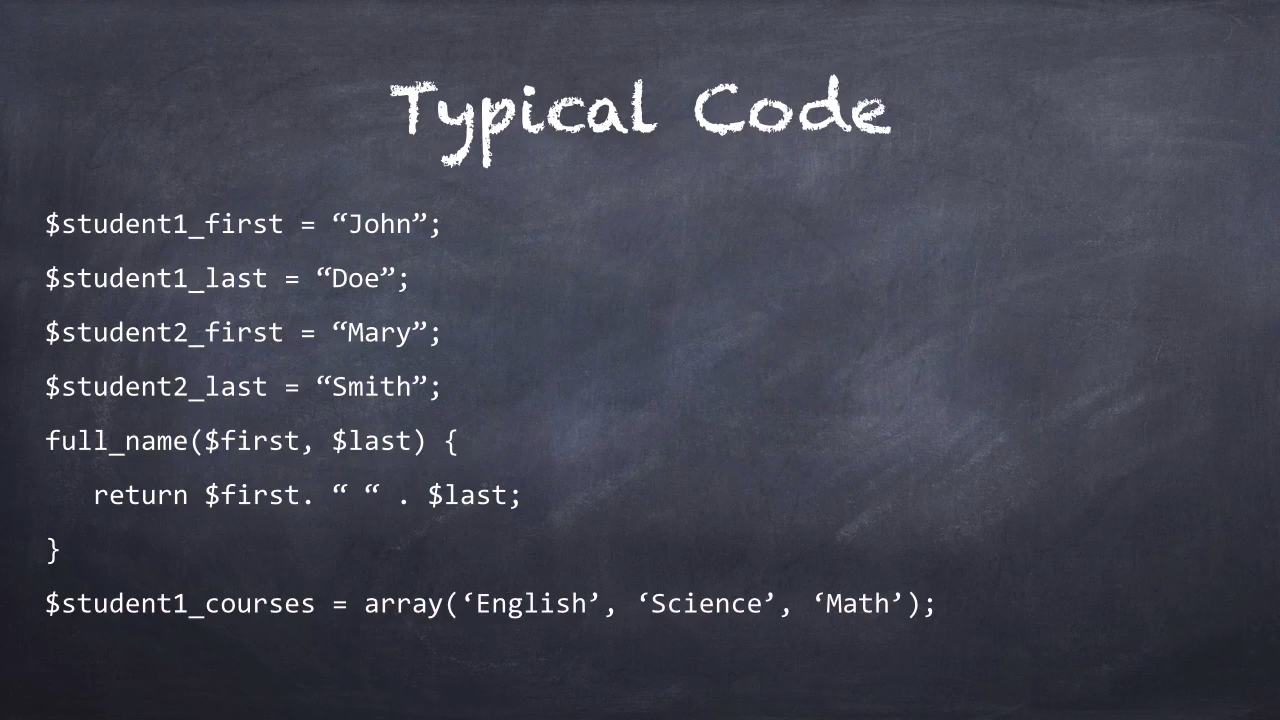 Typical Code
$student1_first = “John”;
$student1_last = “Doe”;
$student2_first = “Mary”;
$student2_last = “Smith”;
full_name($first, $last) {
   return $first. “ “ . $last;
}
$student1_courses = array(‘English’, ‘Science’, ‘Math’);